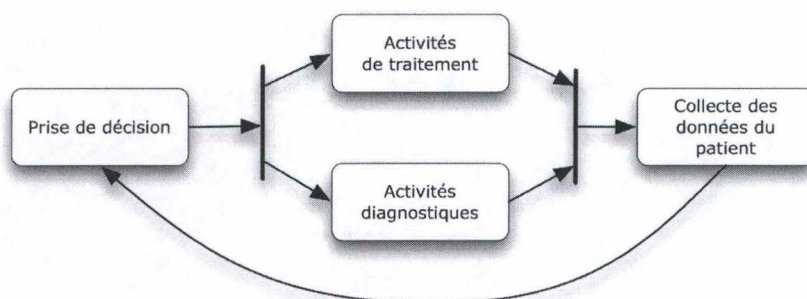 Prise de décision
Activités
de traitement
Activités
diagnostiques
Collecte des
données du
patient